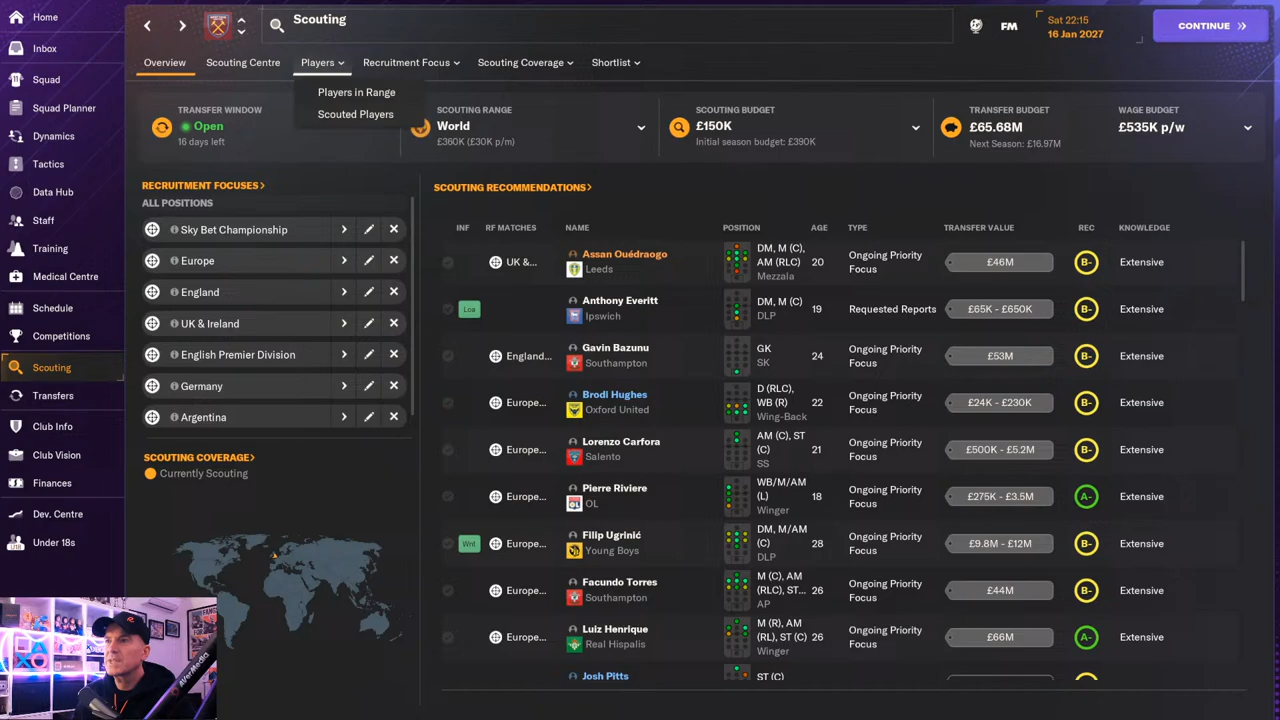 Home
Inbox
Squad
Squad Planner
Dynamics
Tactics
Data Hub
Staff
Training
Medical Centre
Schedule
Competitions
Scouting
Transfers
Club Info
Club Vision
Finances
Dev. Centre
Under 18s
Scouting
FM
Sat 22:15
16 Jan 2027
CONTINUE
Overview
Scouting Centre
Players
Recruitment Focus
Scouting Coverage
Shortlist
Players in Range
Scouted Players
TRANSFER WINDOW
Open
16 days left
SCOUTING RANGE
World
£360K (£30K p/m)
SCOUTING BUDGET
£150K
Initial season budget: £390K
TRANSFER BUDGET
£65.68M
Next Season: £16.97M
WAGE BUDGET
£535K p/w
RECRUITMENT FOCUSES
ALL POSITIONS
Sky Bet Championship
Europe
England
UK & Ireland
English Premier Division
Germany
Argentina
SCOUTING COVERAGE
Currently Scouting
SCOUTING RECOMMENDATIONS
INF RF MATCHES NAME POSITION AGE TYPE TRANSFER VALUE REC KNOWLEDGE
UK &... Assan Ouédraogo Leeds DM, M (C), AM (RLC) Mezzala 20 Ongoing Priority Focus £46M B- Extensive
Loa Anthony Everitt Ipswich DM, M (C) DLP 19 Requested Reports £65K - £650K B- Extensive
England... Gavin Bazunu Southampton GK SK 24 Ongoing Priority Focus £53M B- Extensive
Europe... Brodi Hughes Oxford United D (RLC), WB (R) Wing-Back 22 Ongoing Priority Focus £24K - £230K B- Extensive
Europe... Lorenzo Carfora Salento AM (C), ST (C) SS 21 Ongoing Priority Focus £500K - £5.2M B- Extensive
Europe... Pierre Riviere OL WB/M/AM (L) Winger 18 Ongoing Priority Focus £275K - £3.5M A- Extensive
Wnt Europe... Filip Ugrinić Young Boys DM, M/AM (C) DLP 28 Ongoing Priority Focus £9.8M - £12M B- Extensive
Europe... Facundo Torres Southampton M (C), AM (RLC), ST... AP 26 Ongoing Priority Focus £44M B- Extensive
Europe... Luiz Henrique Real Hispalis M (R), AM (RL), ST (C) Winger 26 Ongoing Priority Focus £66M A- Extensive
Josh Pitts ST (C)
AVerMedia